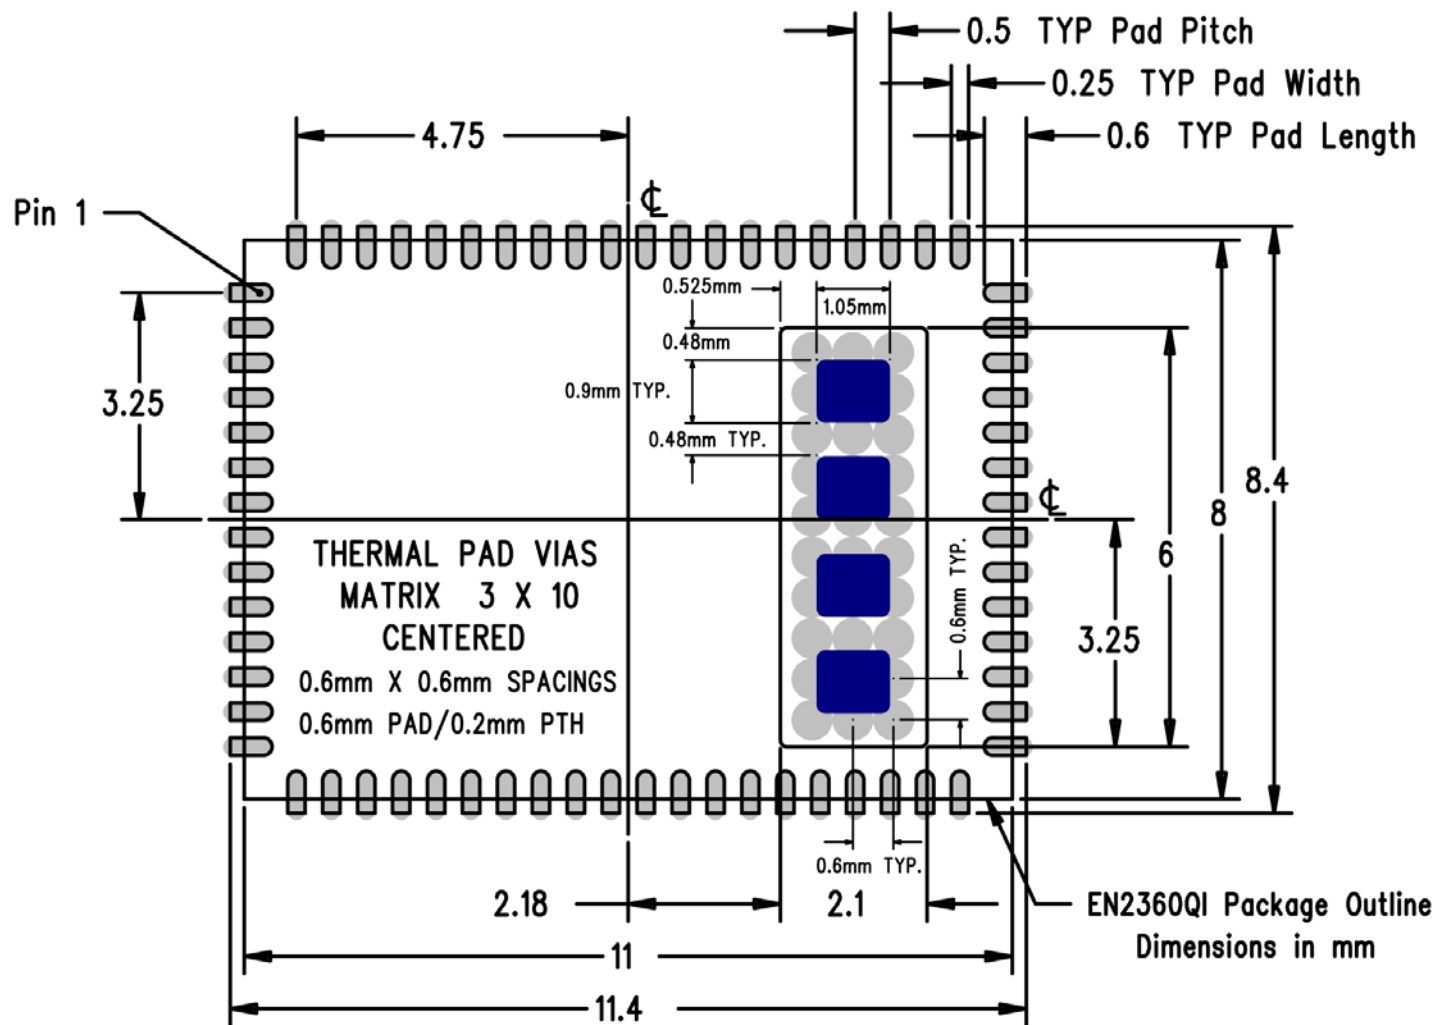 0.5 TYP Pad Pitch
0.25 TYP Pad Width
4.75
0.6 TYP Pad Length
℄
Pin 1
0.525mm
1.05mm
0.48mm
0.9mm TYP.
3.25
0.48mm TYP.
8.4
℄
8
6
THERMAL PAD VIAS
MATRIX 3 X 10
CENTERED
0.6mm X 0.6mm SPACINGS
0.6mm PAD/0.2mm PTH
0.6mm TYP.
3.25
0.6mm TYP.
2.18
2.1
EN2360QI Package Outline
Dimensions in mm
11
11.4